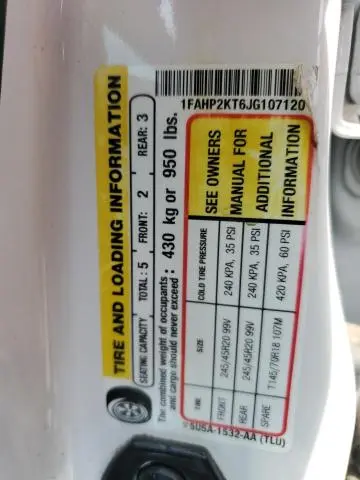 1FAHP2KT6JG107120
TIRE AND LOADING INFORMATION
SEATING CAPACITY TOTAL: 5 FRONT: 2 REAR: 3
The combined weight of occupants
and cargo should never exceed : 430 kg or 950 lbs.
TIRE SIZE COLD TIRE PRESSURE
FRONT 245/45R20 99V 240 KPA, 35 PSI
REAR 245/45R20 99V 240 KPA, 35 PSI
SPARE T145/70R18 107M 420 KPA, 60 PSI
SEE OWNERS
MANUAL FOR
ADDITIONAL
INFORMATION
5U5A-1532-AA (TLU)